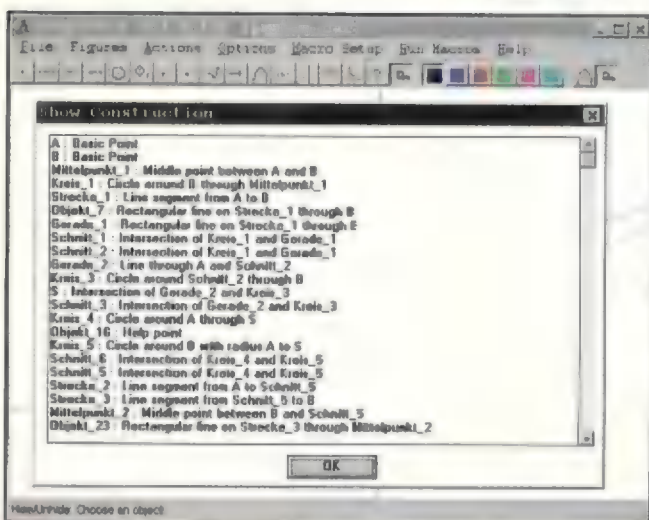 File Figures Actions Options Macro Setup Run Macros Help
Show Construction
A : Basic Point
B : Basic Point
Mittelpunkt_1 : Middle point between A and B
Kreis_1 : Circle around B through Mittelpunkt_1
Strecke_1 : Line segment from A to B
Objekt_7 : Rectangular line on Strecke_1 through B
Gerade_1 : Rectangular line on Strecke_1 through B
Schnitt_1 : Intersection of Kreis_1 and Gerade_1
Schnitt_2 : Intersection of Kreis_1 and Gerade_1
Gerade_2 : Line through A and Schnitt_2
Kreis_3 : Circle around Schnitt_2 through B
S : Intersection of Gerade_2 and Kreis_3
Schnitt_3 : Intersection of Gerade_2 and Kreis_3
Kreis_4 : Circle around A through S
Objekt_16 : Help point
Kreis_5 : Circle around B with radius A to S
Schnitt_6 : Intersection of Kreis_4 and Kreis_5
Schnitt_5 : Intersection of Kreis_4 and Kreis_5
Strecke_2 : Line segment from A to Schnitt_5
Strecke_3 : Line segment from Schnitt_5 to B
Mittelpunkt_2 : Middle point between B and Schnitt_5
Objekt_23 : Rectangular line on Strecke_3 through Mittelpunkt_2
OK
Hide/Unhide: Choose an object!